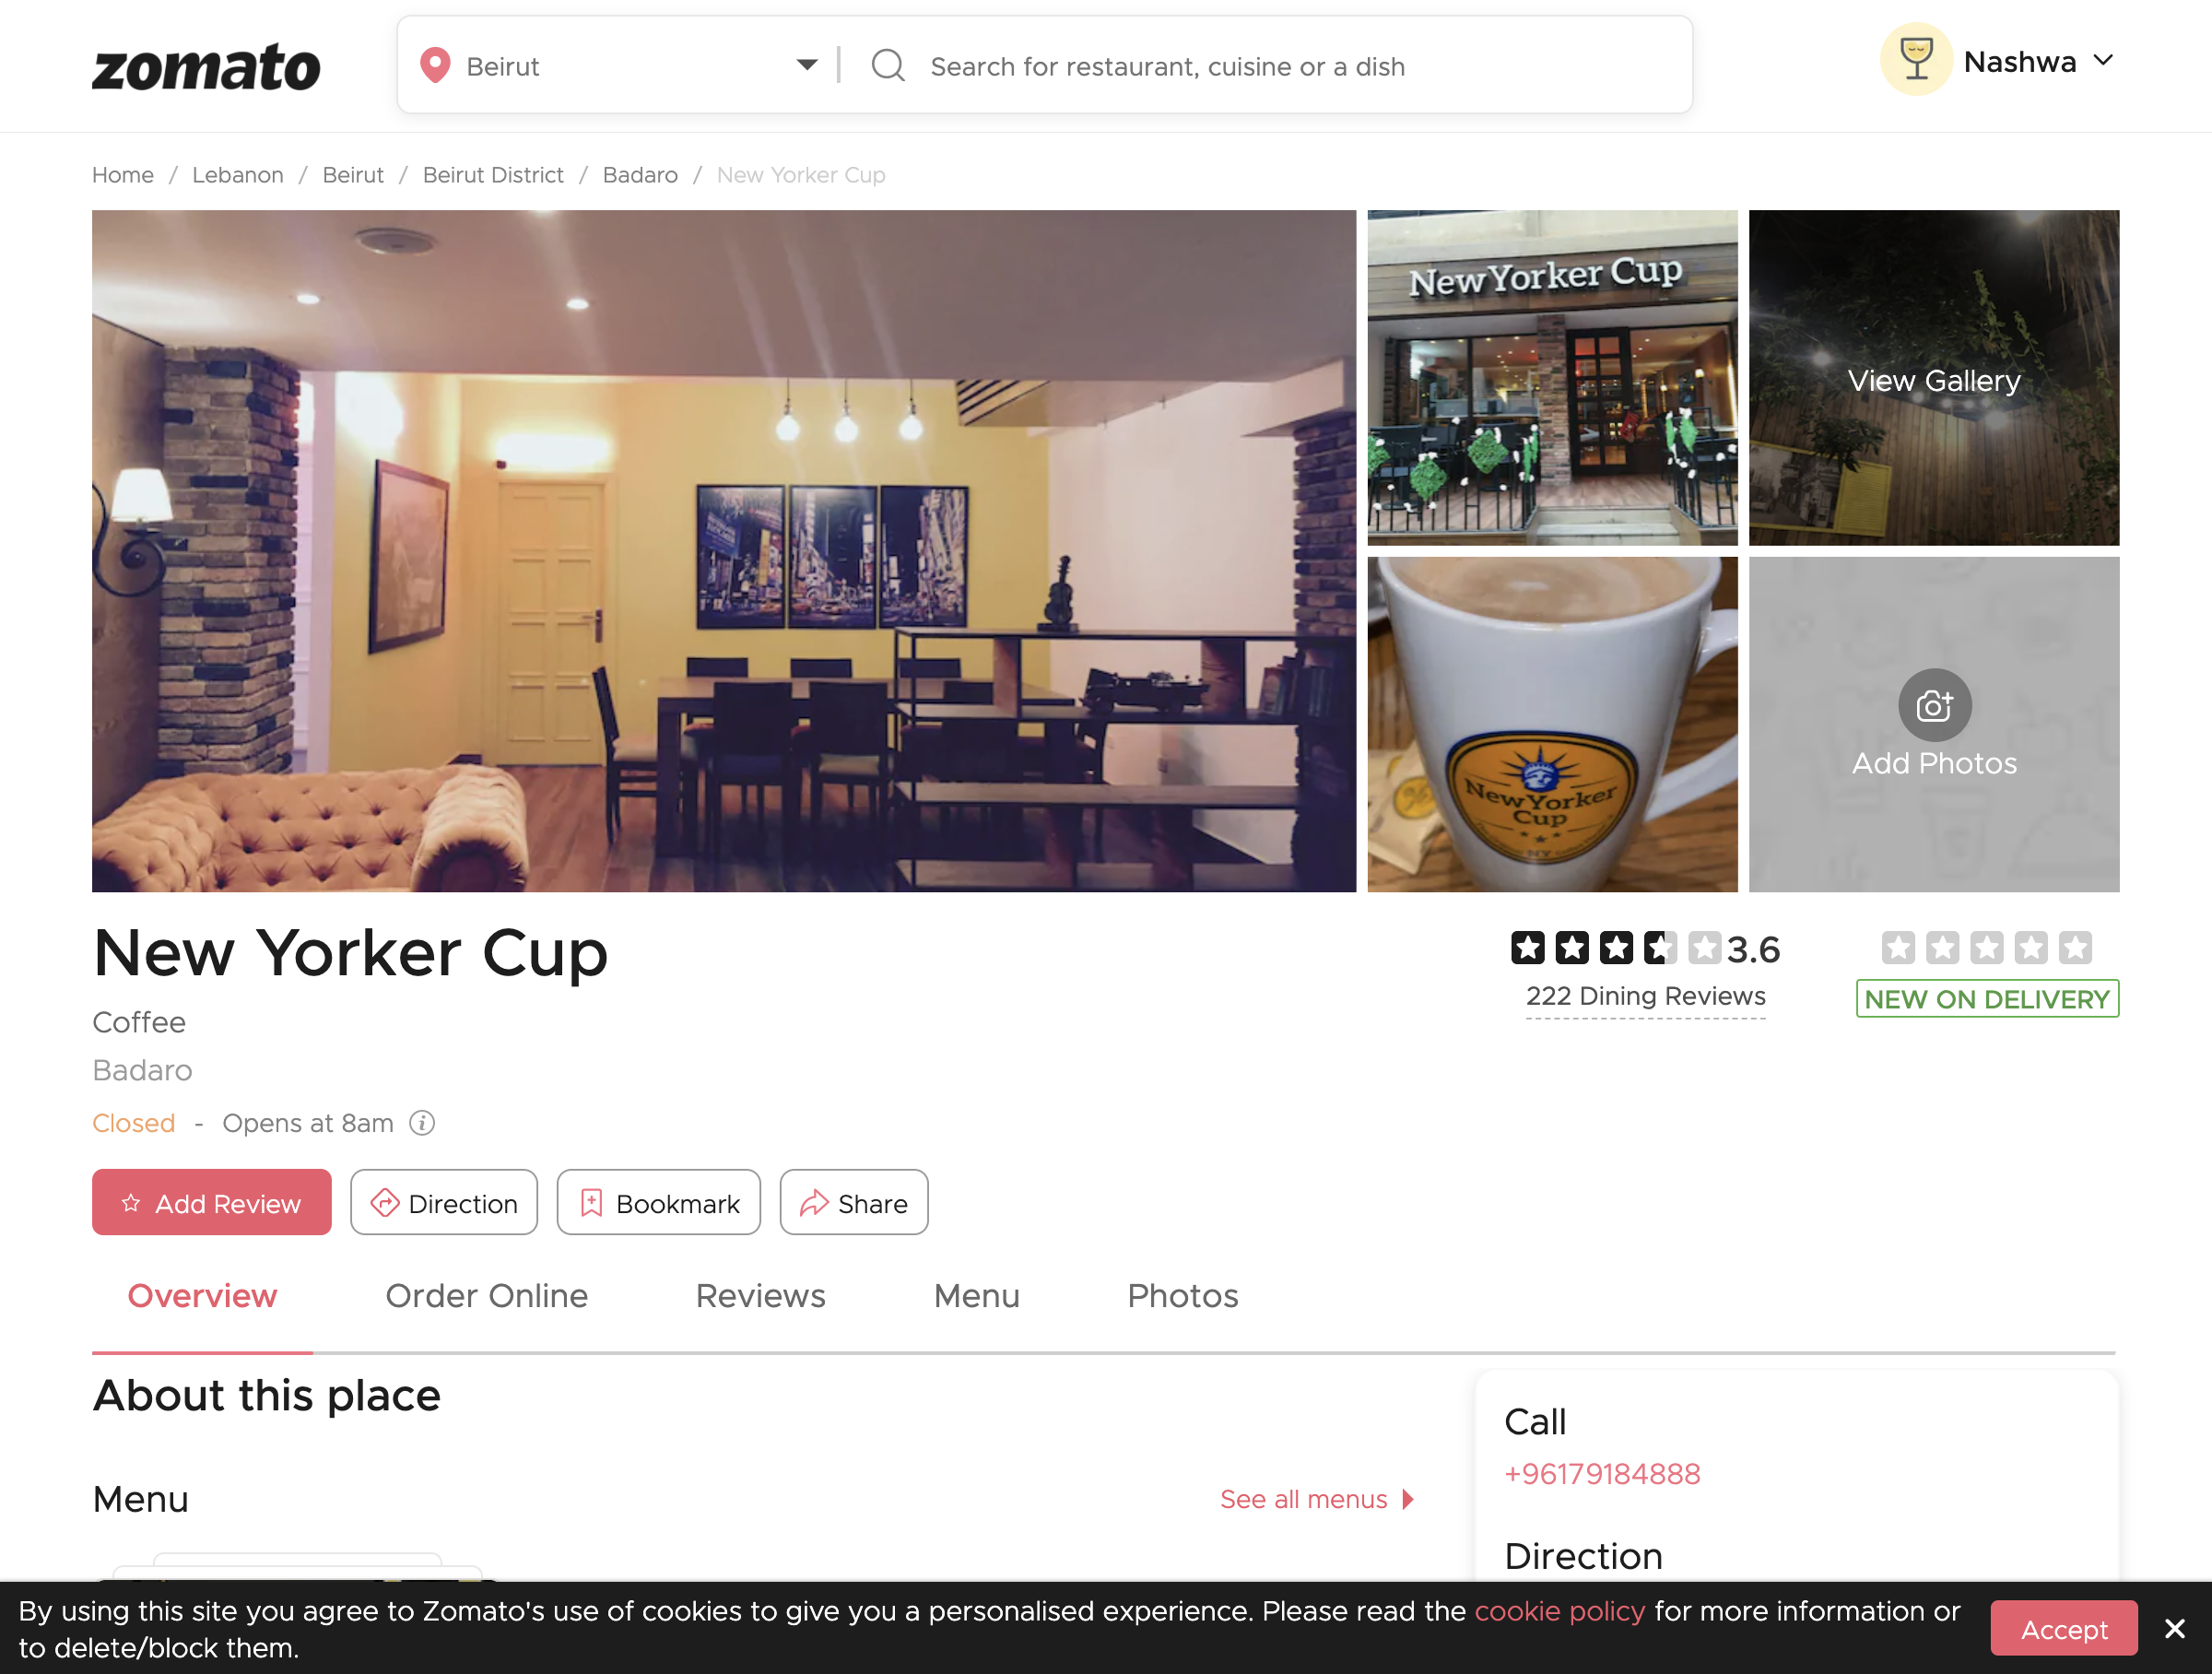 zomato
Beirut
Search for restaurant, cuisine or a dish
Nashwa
Home / Lebanon / Beirut / Beirut District / Badaro / New Yorker Cup
New Yorker Cup
View Gallery
New Yorker
Cup
Add Photos
New Yorker Cup
3.6
222 Dining Reviews
NEW ON DELIVERY
Coffee
Badaro
Closed - Opens at 8am
Add Review
Direction
Bookmark
Share
Overview
Order Online
Reviews
Menu
Photos
About this place
Menu
See all menus
Call
+96179184888
Direction
By using this site you agree to Zomato's use of cookies to give you a personalised experience. Please read the cookie policy for more information or
to delete/block them.
Accept